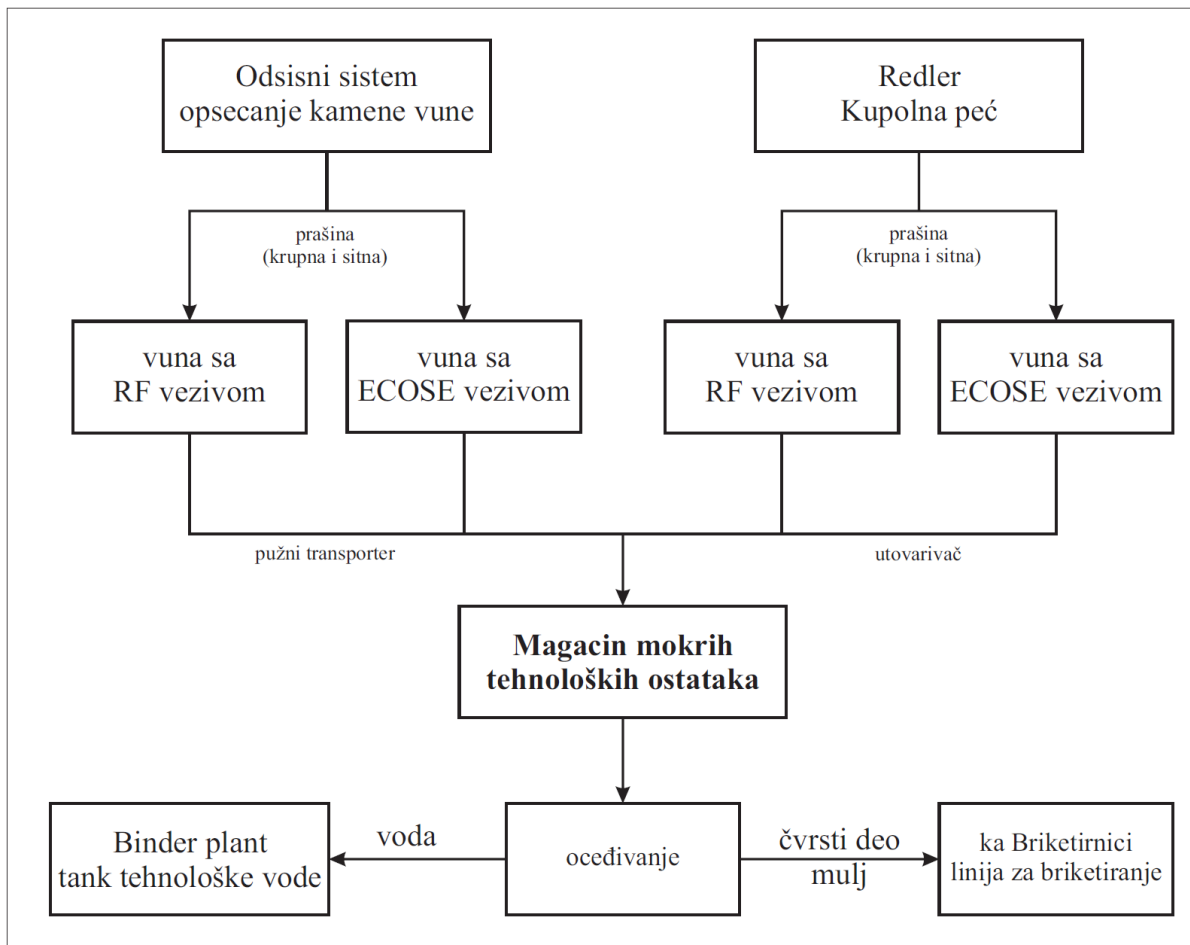 Odsisni sistem
opsecanje kamene vune
Redler
Kupolna peć
prašina
(krupna i sitna)
prašina
(krupna i sitna)
vuna sa
RF vezivom
vuna sa
ECOSE vezivom
vuna sa
RF vezivom
vuna sa
ECOSE vezivom
pužni transporter
utovarivač
Magacin mokrih
tehnoloških ostataka
Binder plant
tank tehnološke vode
voda
oceđivanje
čvrsti deo
mulj
ka Briketirnici
linija za briketiranje